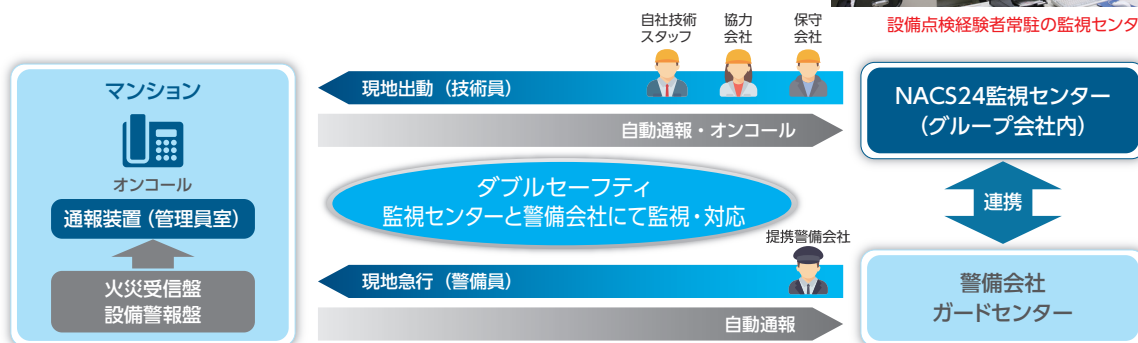 設備点検経験者常駐の監視センタ
自社技術
スタッフ
協力
会社
保守
会社
マンション
オンコール
通報装置（管理員室）
火災受信盤
設備警報盤
現地出動（技術員）
自動通報・オンコール
ダブルセーフティ
監視センターと警備会社にて監視・対応
提携警備会社
現地急行（警備員）
自動通報
NACS24監視センター
（グループ会社内）
連携
警備会社
ガードセンター